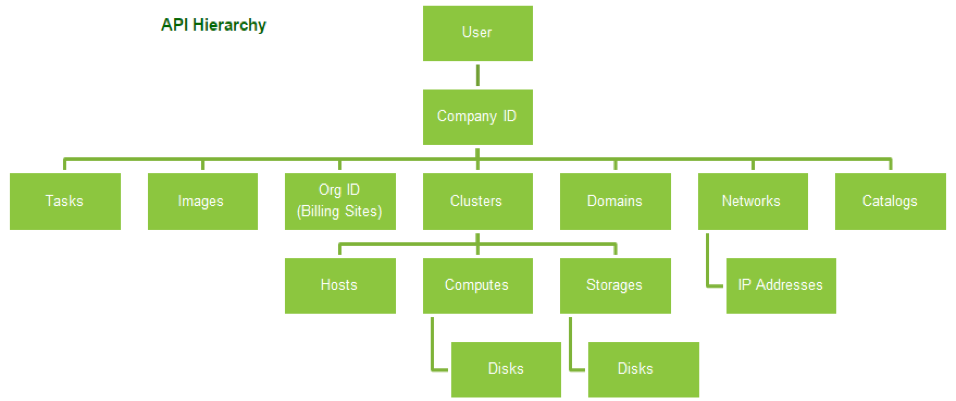 API Hierarchy
User
Company ID
Tasks
Images
Org ID
(Billing Sites)
Clusters
Domains
Networks
Catalogs
Hosts
Computes
Storages
IP Addresses
Disks
Disks